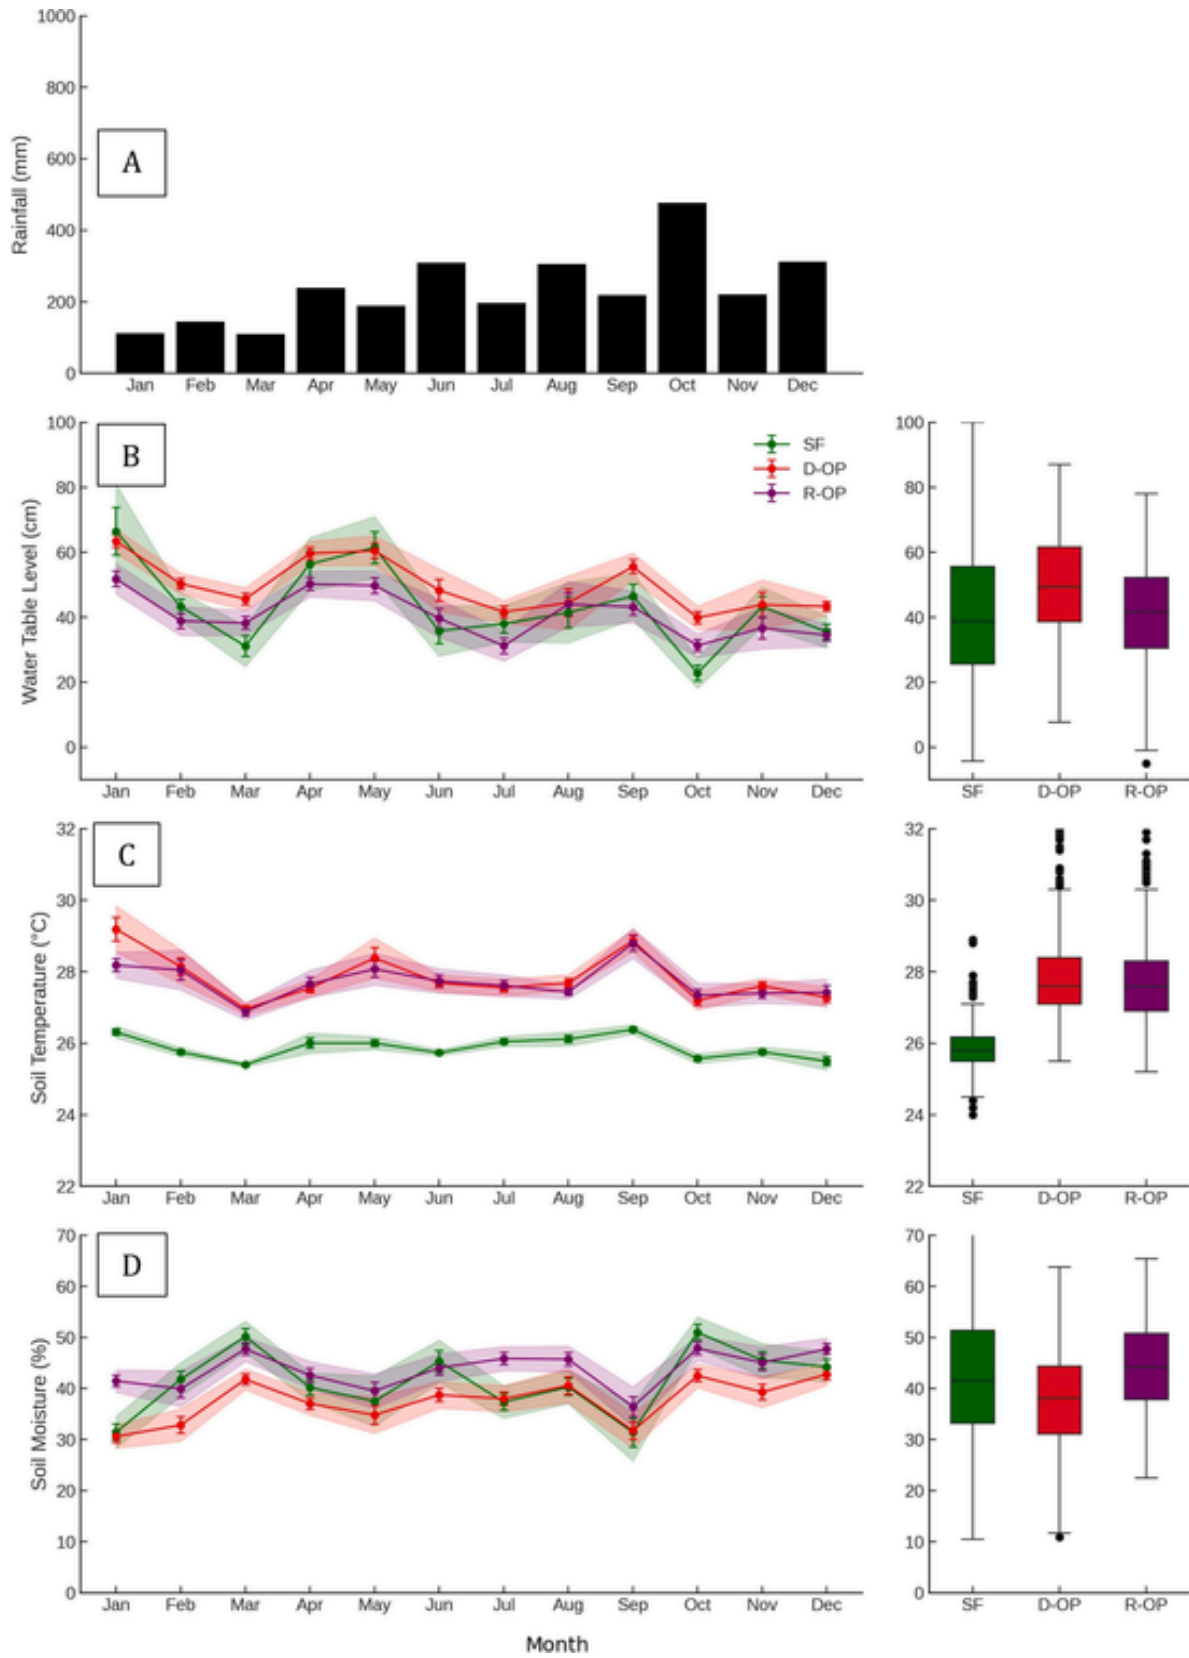 1000
800
600
400
200
0
Rainfall (mm)
A
Jan Feb Mar Apr May Jun Jul Aug Sep Oct Nov Dec
100
80
60
40
20
0
Water Table Level (cm)
B
SF
D-OP
R-OP
Jan Feb Mar Apr May Jun Jul Aug Sep Oct Nov Dec
100
80
60
40
20
0
SF D-OP R-OP
32
30
28
26
24
22
Soil Temperature (°C)
C
Jan Feb Mar Apr May Jun Jul Aug Sep Oct Nov Dec
32
30
28
26
24
22
SF D-OP R-OP
70
60
50
40
30
20
10
0
Soil Moisture (%)
D
Jan Feb Mar Apr May Jun Jul Aug Sep Oct Nov Dec
70
60
50
40
30
20
10
0
SF D-OP R-OP
Month